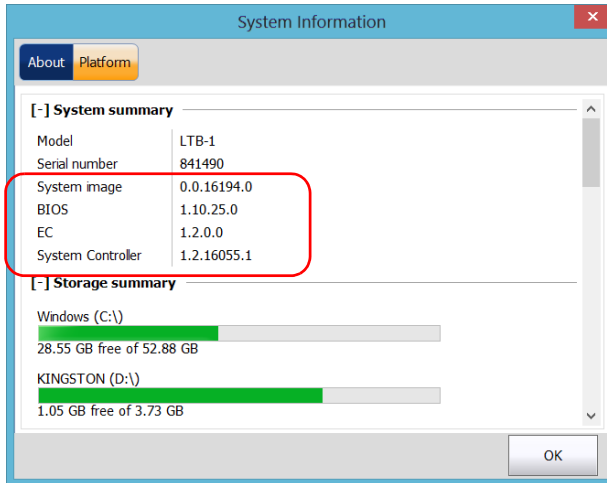 System Information
About Platform
[-] System summary
Model LTB-1
Serial number 841490
System image 0.0.16194.0
BIOS 1.10.25.0
EC 1.2.0.0
System Controller 1.2.16055.1
[-] Storage summary
Windows (C:\)
28.55 GB free of 52.88 GB
KINGSTON (D:\)
1.05 GB free of 3.73 GB
OK